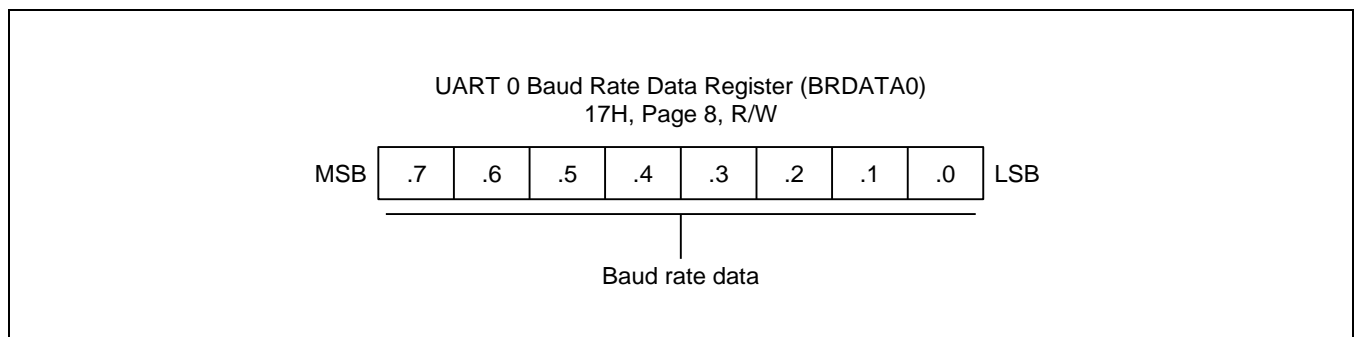 UART 0 Baud Rate Data Register (BRDATA0)
17H, Page 8, R/W
MSB .7 .6 .5 .4 .3 .2 .1 .0 LSB
Baud rate data